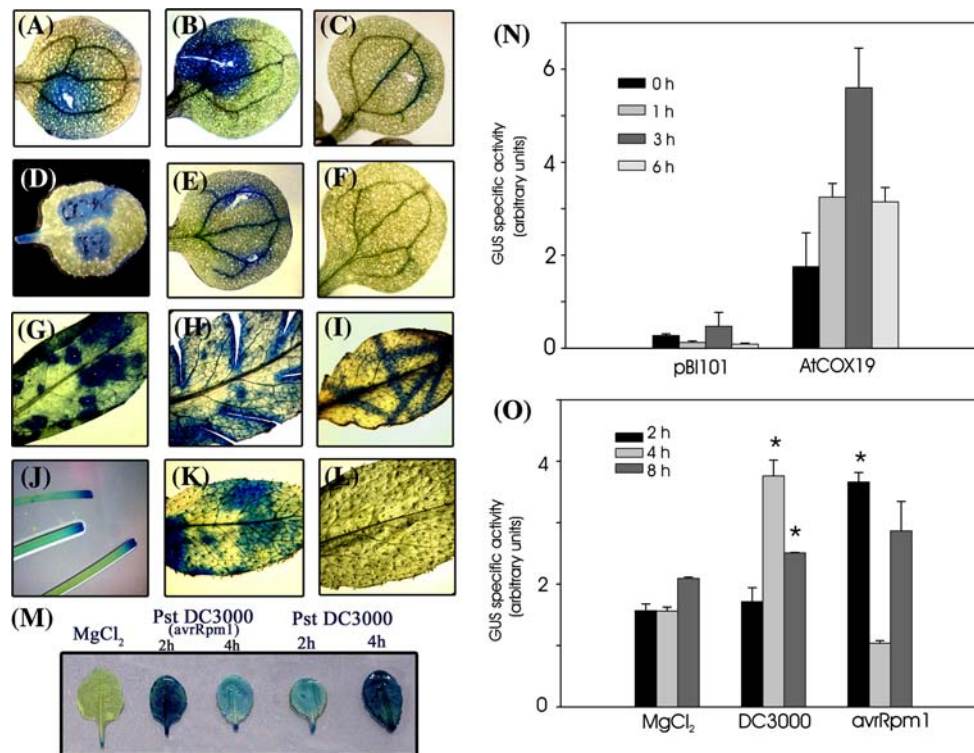 (A) (B) (C)
(D) (E) (F)
(G) (H) (I)
(J) (K) (L)
(M)
MgCl2
Pst DC3000
(avrRpm1)
2h 4h
Pst DC3000
2h 4h
(N)
GUS specific activity
(arbitrary units)
6
4
2
0
0 h
1 h
3 h
6 h
pBI101 AtCOX19
(O)
GUS specific activity
(arbitrary units)
4
2
0
2 h
4 h
8 h
* * *
MgCl2 DC3000 avrRpm1